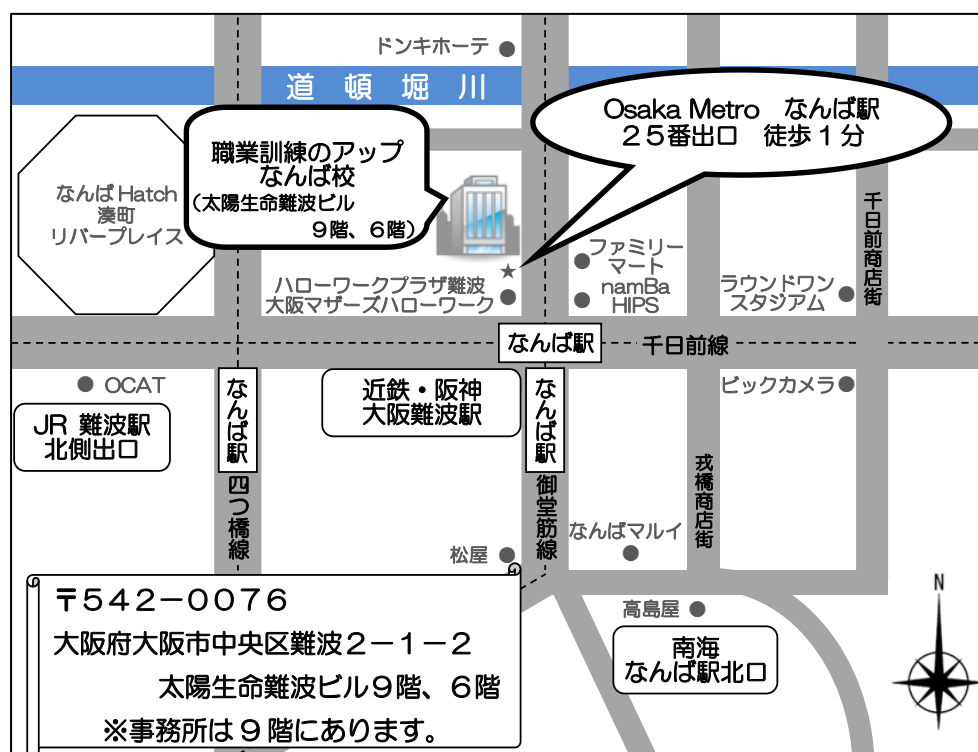 ドンキホーテ
道頓堀川
Osaka Metro なんば駅
２５番出口 徒歩１分
職業訓練のアップ
なんば校
（太陽生命難波ビル
９階、６階）
なんばHatch
湊町
リバープレイス
千日前商店街
ファミリー
マート
namBa
HIPS
ラウンドワン
スタジアム
ハローワークプラザ難波
大阪マザーズハローワーク
なんば駅
千日前線
OCAT
JR 難波駅
北側出口
なんば駅
四つ橋線
近鉄・阪神
大阪難波駅
なんば駅
御堂筋線
ビックカメラ
戎橋商店街
なんばマルイ
松屋
高島屋
南海
なんば駅北口
N
〒５４２－００７６
大阪府大阪市中央区難波２－１－２
太陽生命難波ビル９階、６階
※事務所は９階にあります。